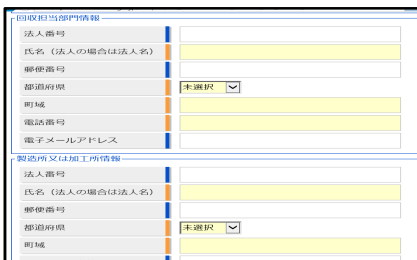 回収担当部門情報
法人番号
氏名（法人の場合は法人名）
郵便番号
都道府県 未選択
町域
電話番号
電子メールアドレス
製造所又は加工所情報
法人番号
氏名（法人の場合は法人名）
郵便番号
都道府県 未選択
町域